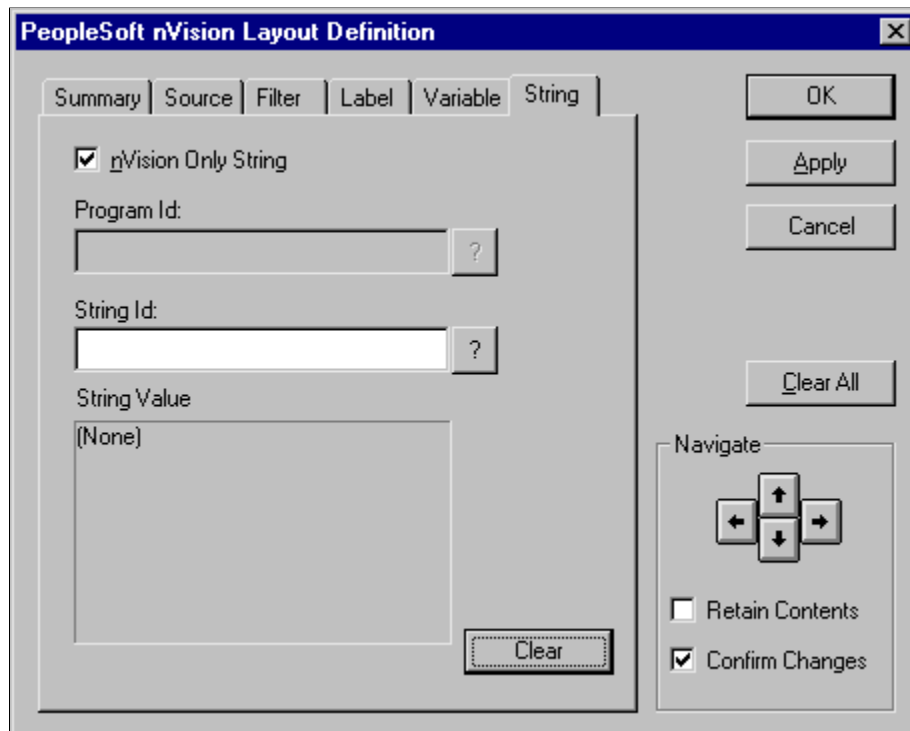 PeopleSoft nVision Layout Definition
Summary Source Filter Label Variable String
nVision Only String
Program Id:
?
String Id:
?
String Value
(None)
Clear
OK
Apply
Cancel
Clear All
Navigate
Retain Contents
Confirm Changes